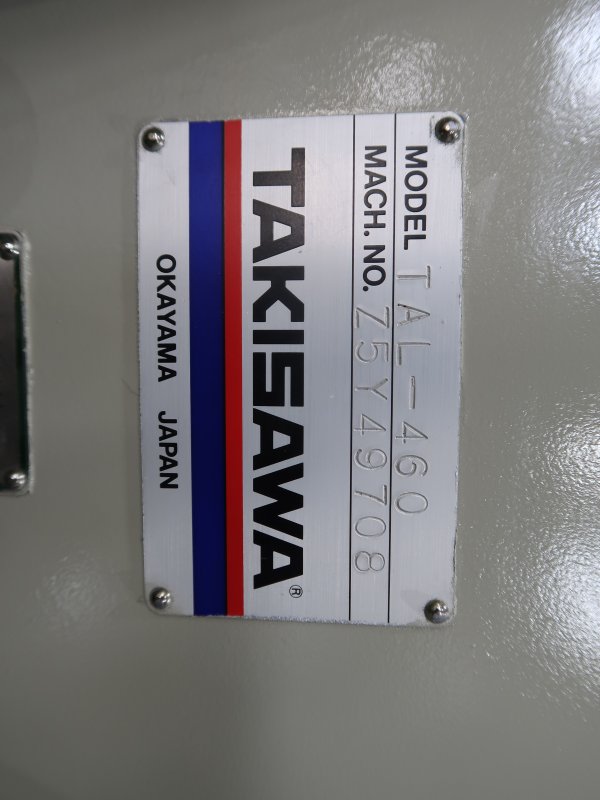 MODEL TAL-460
MACH. NO. Z5Y49708
TAKISAWA®
OKAYAMA JAPAN